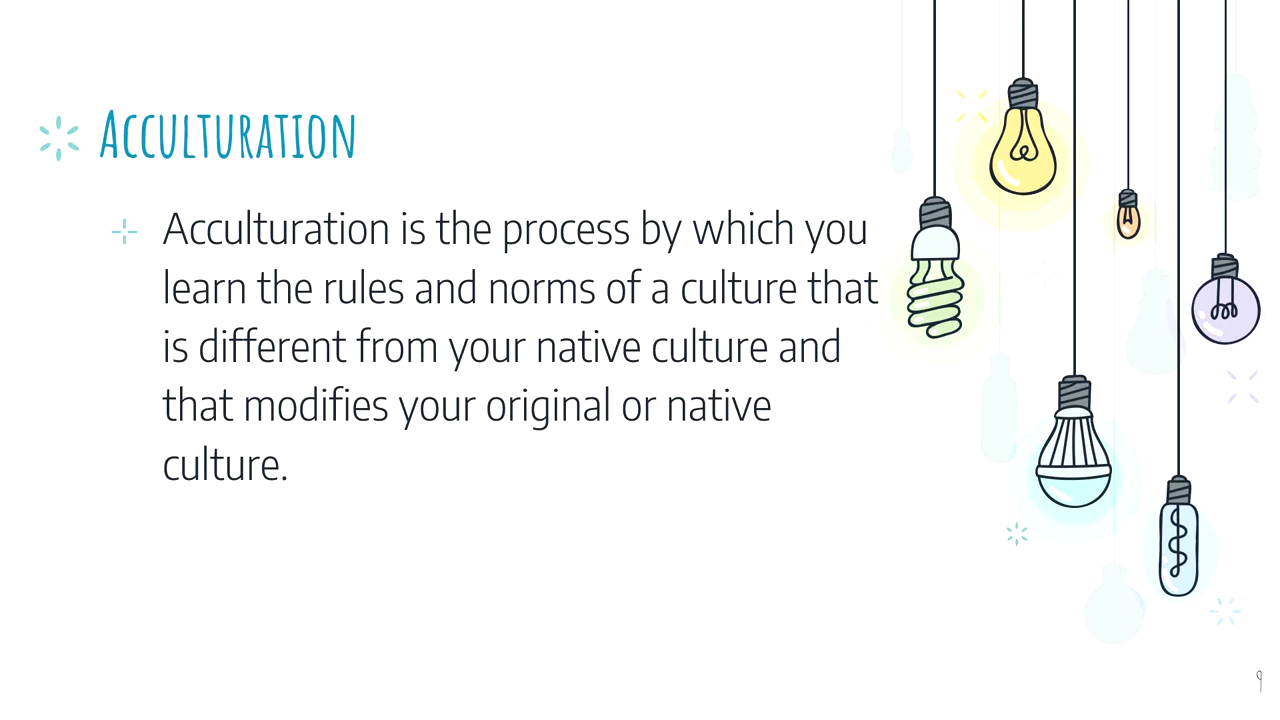 Acculturation
Acculturation is the process by which you
learn the rules and norms of a culture that
is different from your native culture and
that modifies your original or native
culture.
9